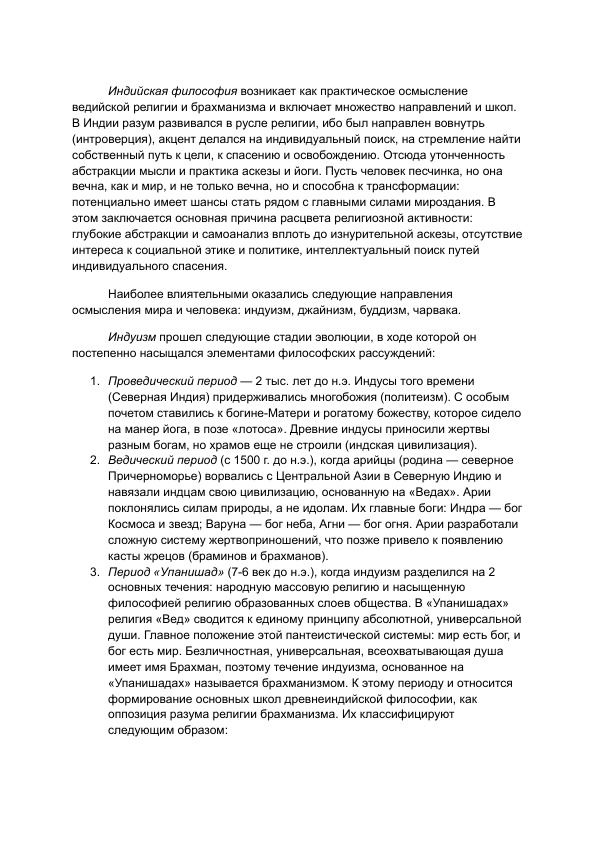 Индийская философия возникает как практическое осмысление
ведийской религии и брахманизма и включает множество направлений и школ.
В Индии разум развивался в русле религии, ибо был направлен вовнутрь
(интроверция), акцент делался на индивидуальный поиск, на стремление найти
собственный путь к цели, к спасению и освобождению. Отсюда утонченность
абстракции мысли и практика аскезы и йоги. Пусть человек песчинка, но она
вечна, как и мир, и не только вечна, но и способна к трансформации:
потенциально имеет шансы стать рядом с главными силами мироздания. В
этом заключается основная причина расцвета религиозной активности:
глубокие абстракции и самоанализ вплоть до изнурительной аскезы, отсутствие
интереса к социальной этике и политике, интеллектуальный поиск путей
индивидуального спасения.
Наиболее влиятельными оказались следующие направления
осмысления мира и человека: индуизм, джайнизм, буддизм, чарвака.
Индуизм прошел следующие стадии эволюции, в ходе которой он
постепенно насыщался элементами философских рассуждений:
1. Проведический период — 2 тыс. лет до н.э. Индусы того времени
(Северная Индия) придерживались многобожия (политеизм). С особым
почетом ставились к богине-Матери и рогатому божеству, которое сидело
на манер йога, в позе «лотоса». Древние индусы приносили жертвы
разным богам, но храмов еще не строили (индская цивилизация).
2. Ведический период (с 1500 г. до н.э.), когда арийцы (родина — северное
Причерноморье) ворвались с Центральной Азии в Северную Индию и
навязали индцам свою цивилизацию, основанную на «Ведах». Арии
поклонялись силам природы, а не идолам. Их главные боги: Индра — бог
Космоса и звезд; Варуна — бог неба, Агни — бог огня. Арии разработали
сложную систему жертвоприношений, что позже привело к появлению
касты жрецов (браминов и брахманов).
3. Период «Упанишад» (7-6 век до н.э.), когда индуизм разделился на 2
основных течения: народную массовую религию и насыщенную
философией религию образованных слоев общества. В «Упанишадах»
религия «Вед» сводится к единому принципу абсолютной, универсальной
души. Главное положение этой пантеистической системы: мир есть бог, и
бог есть мир. Безличностная, универсальная, всеохватывающая душа
имеет имя Брахман, поэтому течение индуизма, основанное на
«Упанишадах» называется брахманизмом. К этому периоду и относится
формирование основных школ древнеиндийской философии, как
оппозиция разума религии брахманизма. Их классифицируют
следующим образом: